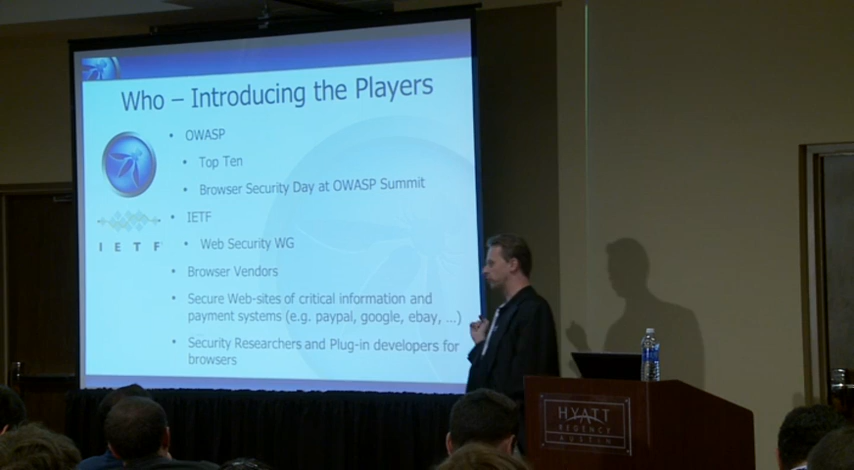 Who – Introducing the Players
• OWASP
• Top Ten
• Browser Security Day at OWASP Summit
• IETF
• Web Security WG
• Browser Vendors
• Secure Web-sites of critical information and
payment systems (e.g. paypal, google, ebay, ...)
• Security Researchers and Plug-in developers for
browsers
I E T F
HYATT
REGENCY
AUSTIN